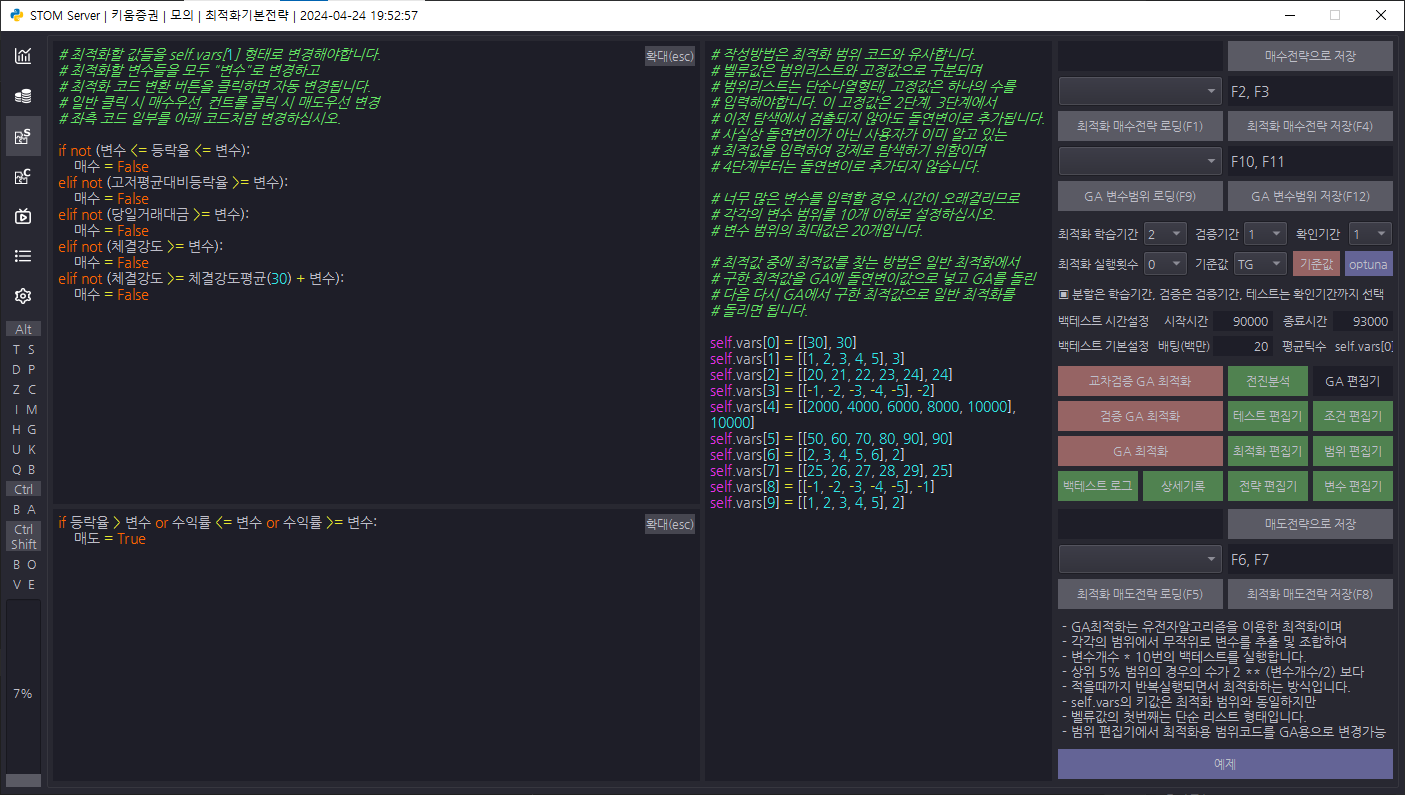 STOM Server | 키움증권 | 모의 | 최적화기본전략 | 2024-04-24 19:52:57
Alt
T S
D P
Z C
I M
H G
U K
Q B
Ctrl
B A
Ctrl
Shift
B O
V E
7%
# 최적화할 값들을 self.vars[1] 형태로 변경해야합니다.
# 최적화할 변수들을 모두 "변수"로 변경하고
# 최적화 코드 변환 버튼을 클릭하면 자동 변경됩니다.
# 일반 클릭 시 매수우선, 컨트롤 클릭 시 매도우선 변경
# 좌측 코드 일부를 아래 코드처럼 변경하십시오.
확대(esc)
if not (변수 <= 등락율 <= 변수):
매수 = False
elif not (고저평균대비등락율 >= 변수):
매수 = False
elif not (당일거래대금 >= 변수):
매수 = False
elif not (체결강도 >= 변수):
매수 = False
elif not (체결강도 >= 체결강도평균(30) + 변수):
매수 = False
if 등락율 > 변수 or 수익률 <= 변수 or 수익률 >= 변수:
매도 = True
확대(esc)
# 작성방법은 최적화 범위 코드와 유사합니다.
# 벨류값은 범위리스트와 고정값으로 구분되며
# 범위리스트는 단순나열형태, 고정값은 하나의 수를
# 입력해야합니다. 이 고정값은 2단계, 3단계에서
# 이전 탐색에서 검출되지 않아도 돌연변이로 추가됩니다.
# 사실상 돌연변이가 아닌 사용자가 이미 알고 있는
# 최적값을 입력하여 강제로 탐색하기 위함이며
# 4단계부터는 돌연변이로 추가되지 않습니다.
# 너무 많은 변수를 입력할 경우 시간이 오래걸리므로
# 각각의 변수 범위를 10개 이하로 설정하십시오.
# 변수 범위의 최대값은 20개입니다.
# 최적값 중에 최적값를 찾는 방법은 일반 최적화에서
# 구한 최적값을 GA에 돌연변이값으로 넣고 GA를 돌린
# 다음 다시 GA에서 구한 최적값으로 일반 최적화를
# 돌리면 됩니다.
self.vars[0] = [[30], 30]
self.vars[1] = [[1, 2, 3, 4, 5], 3]
self.vars[2] = [[20, 21, 22, 23, 24], 24]
self.vars[3] = [[-1, -2, -3, -4, -5], -2]
self.vars[4] = [[2000, 4000, 6000, 8000, 10000],
10000]
self.vars[5] = [[50, 60, 70, 80, 90], 90]
self.vars[6] = [[2, 3, 4, 5, 6], 2]
self.vars[7] = [[25, 26, 27, 28, 29], 25]
self.vars[8] = [[-1, -2, -3, -4, -5], -1]
self.vars[9] = [[1, 2, 3, 4, 5], 2]
매수전략으로 저장
F2, F3
최적화 매수전략 로딩(F1) 최적화 매수전략 저장(F4)
F10, F11
GA 변수범위 로딩(F9) GA 변수범위 저장(F12)
최적화 학습기간 2 검증기간 1 확인기간 1
최적화 실행횟수 0 기준값 TG 기준값 optuna
▣ 분할은 학습기간, 검증은 검증기간, 테스트는 확인기간까지 선택
백테스트 시간설정 시작시간 90000 종료시간 93000
백테스트 기본설정 배팅(백만) 20 평균틱수 self.vars[0]
교차검증 GA 최적화 전진분석 GA 편집기
검증 GA 최적화 테스트 편집기 조건 편집기
GA 최적화 최적화 편집기 범위 편집기
백테스트 로그 상세기록 전략 편집기 변수 편집기
매도전략으로 저장
F6, F7
최적화 매도전략 로딩(F5) 최적화 매도전략 저장(F8)
- GA최적화는 유전자알고리즘을 이용한 최적화이며
- 각각의 범위에서 무작위로 변수를 추출 및 조합하여
- 변수개수 * 10번의 백테스트를 실행합니다.
- 상위 5% 범위의 경우의 수가 2 ** (변수개수/2) 보다
- 적을때까지 반복실행되면서 최적화하는 방식입니다.
- self.vars의 키값은 최적화 범위와 동일하지만
- 벨류값의 첫번째는 단순 리스트 형태입니다.
- 범위 편집기에서 최적화용 범위코드를 GA용으로 변경가능
예제